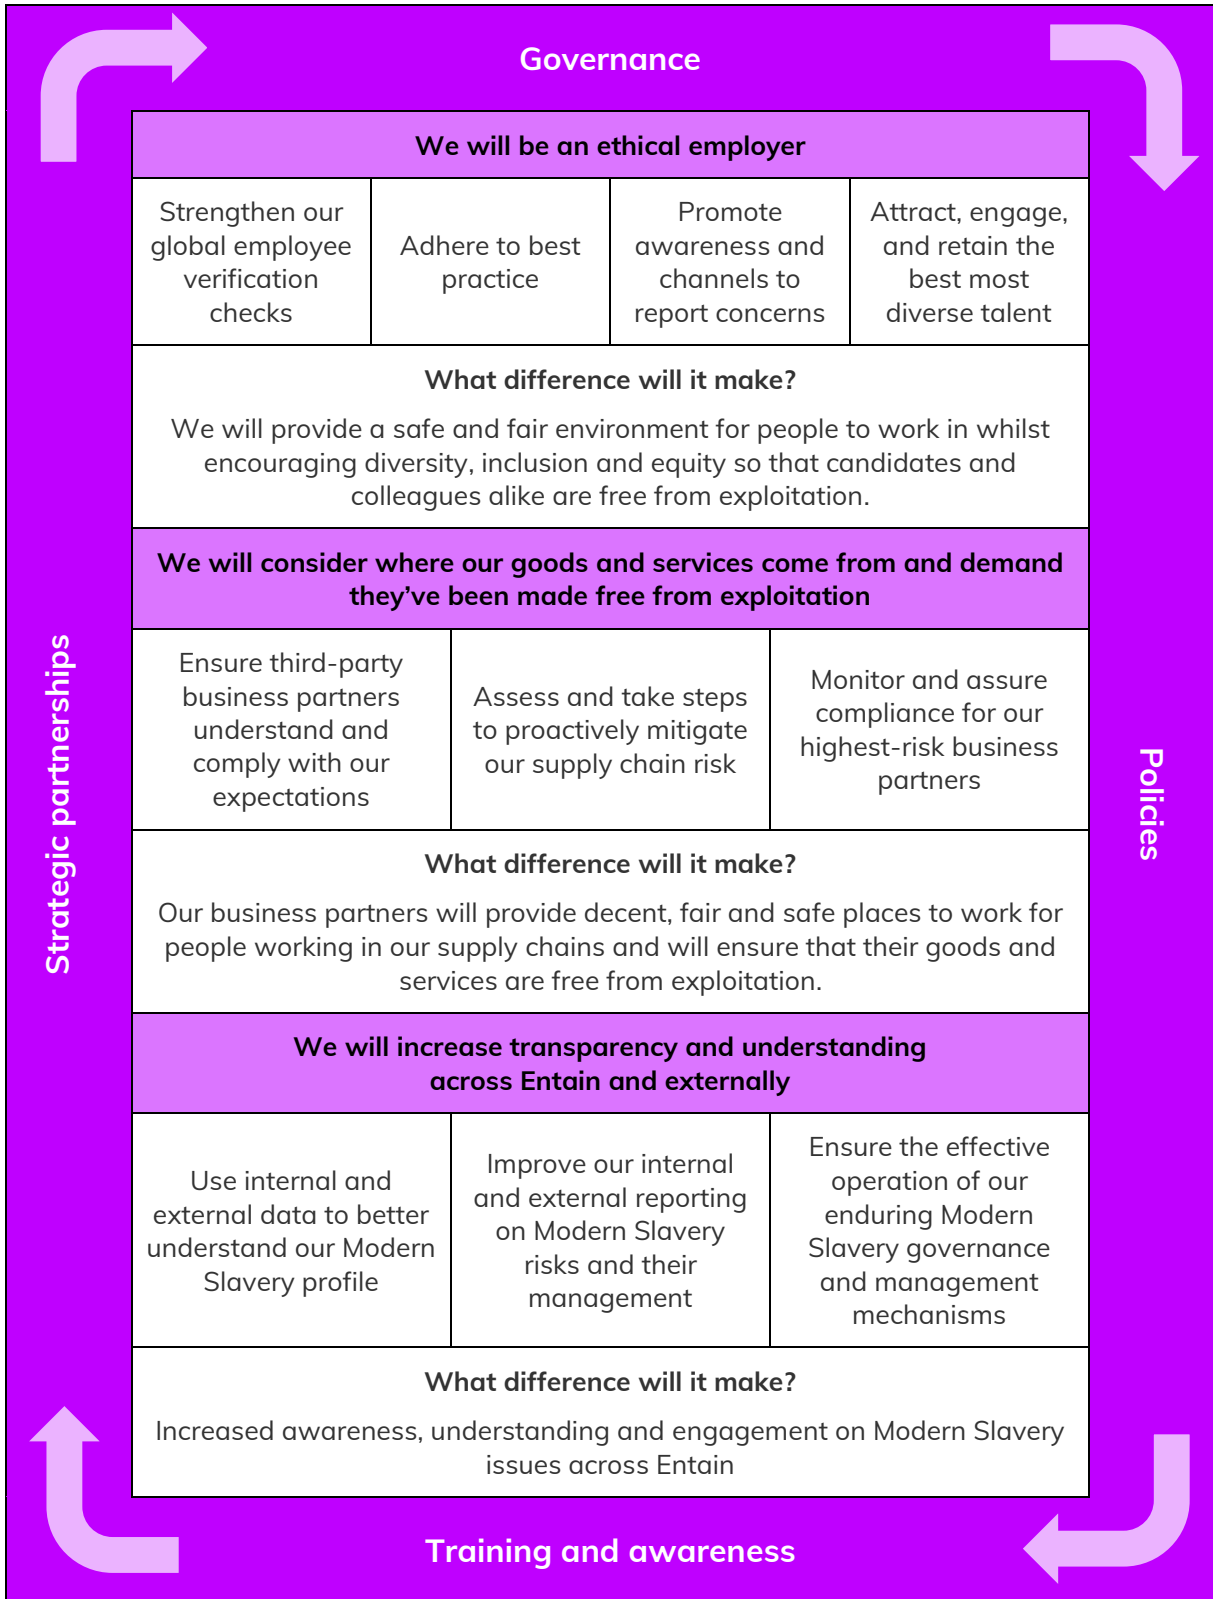 Governance
We will be an ethical employer
Strengthen our
global employee
verification
checks
Adhere to best
practice
Promote
awareness and
channels to
report concerns
Attract, engage,
and retain the
best most
diverse talent
What difference will it make?
We will provide a safe and fair environment for people to work in whilst
encouraging diversity, inclusion and equity so that candidates and
colleagues alike are free from exploitation.
We will consider where our goods and services come from and demand
they’ve been made free from exploitation
Ensure third-party
business partners
understand and
comply with our
expectations
Assess and take steps
to proactively mitigate
our supply chain risk
Monitor and assure
compliance for our
highest-risk business
partners
What difference will it make?
Our business partners will provide decent, fair and safe places to work for
people working in our supply chains and will ensure that their goods and
services are free from exploitation.
We will increase transparency and understanding
across Entain and externally
Use internal and
external data to better
understand our Modern
Slavery profile
Improve our internal
and external reporting
on Modern Slavery
risks and their
management
Ensure the effective
operation of our
enduring Modern
Slavery governance
and management
mechanisms
What difference will it make?
Increased awareness, understanding and engagement on Modern Slavery
issues across Entain
Policies
Training and awareness
Strategic partnerships